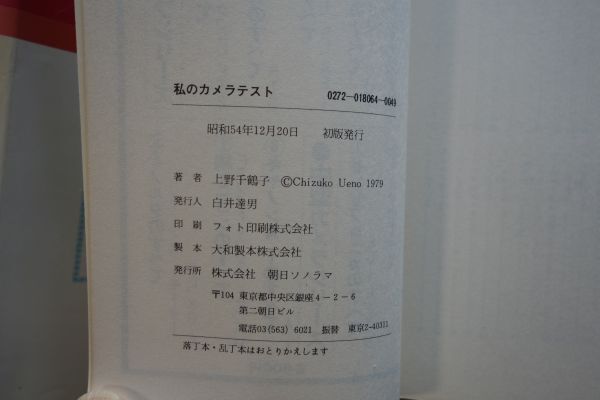 私のカメラテスト 0272-018064-0049
昭和54年12月20日 初版発行
著者 上野千鶴子 ©Chizuko Ueno 1979
発行人 白井達男
印刷 フォト印刷株式会社
製本 大和製本株式会社
発行所 株式会社 朝日ソノラマ
〒104 東京都中央区銀座4-2-6
第二朝日ビル
電話03(563)6021 振替 東京2-40311
落丁本・乱丁本はおとりかえします